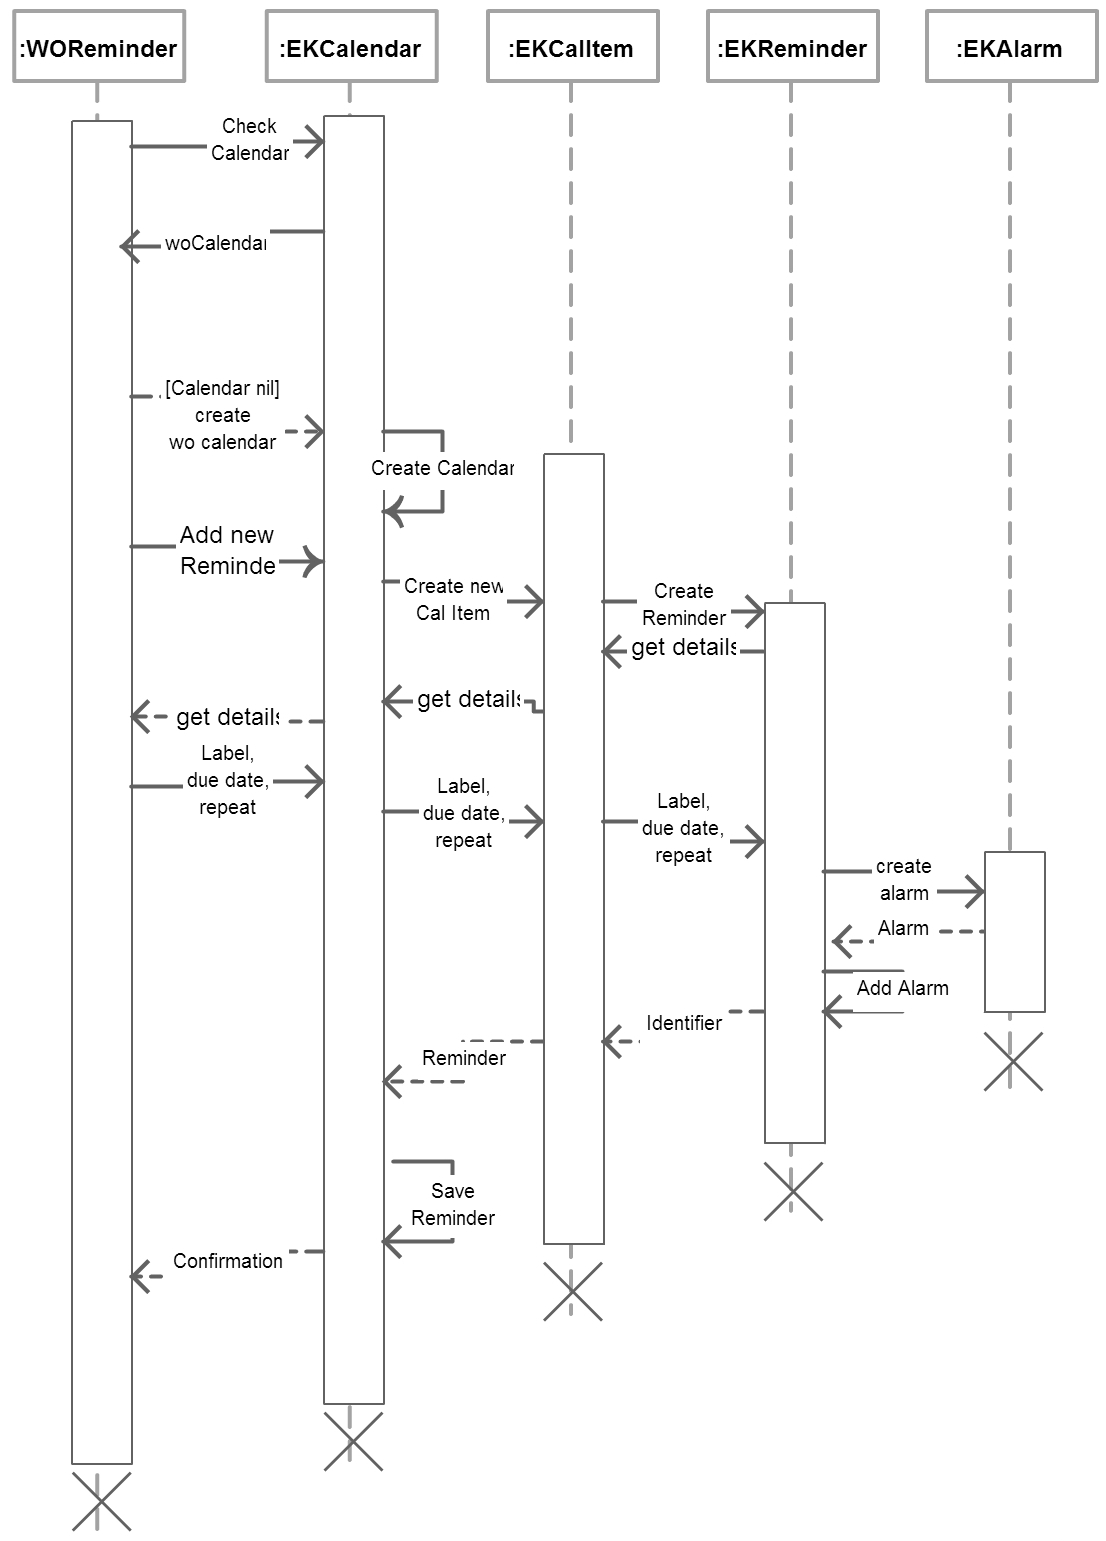 :WOReminder
:EKCalendar
:EKCalItem
:EKReminder
:EKAlarm
Check
Calendar
woCalendar
[Calendar nil]
create
wo calendar
Create Calendar
Add new
Reminde
Create new
Cal Item
Create
Reminder
get details
get details
get details
Label,
due date,
repeat
Label,
due date,
repeat
Label,
due date,
repeat
create
alarm
Alarm
Add Alarm
Identifier
Reminder
Save
Reminder
Confirmation